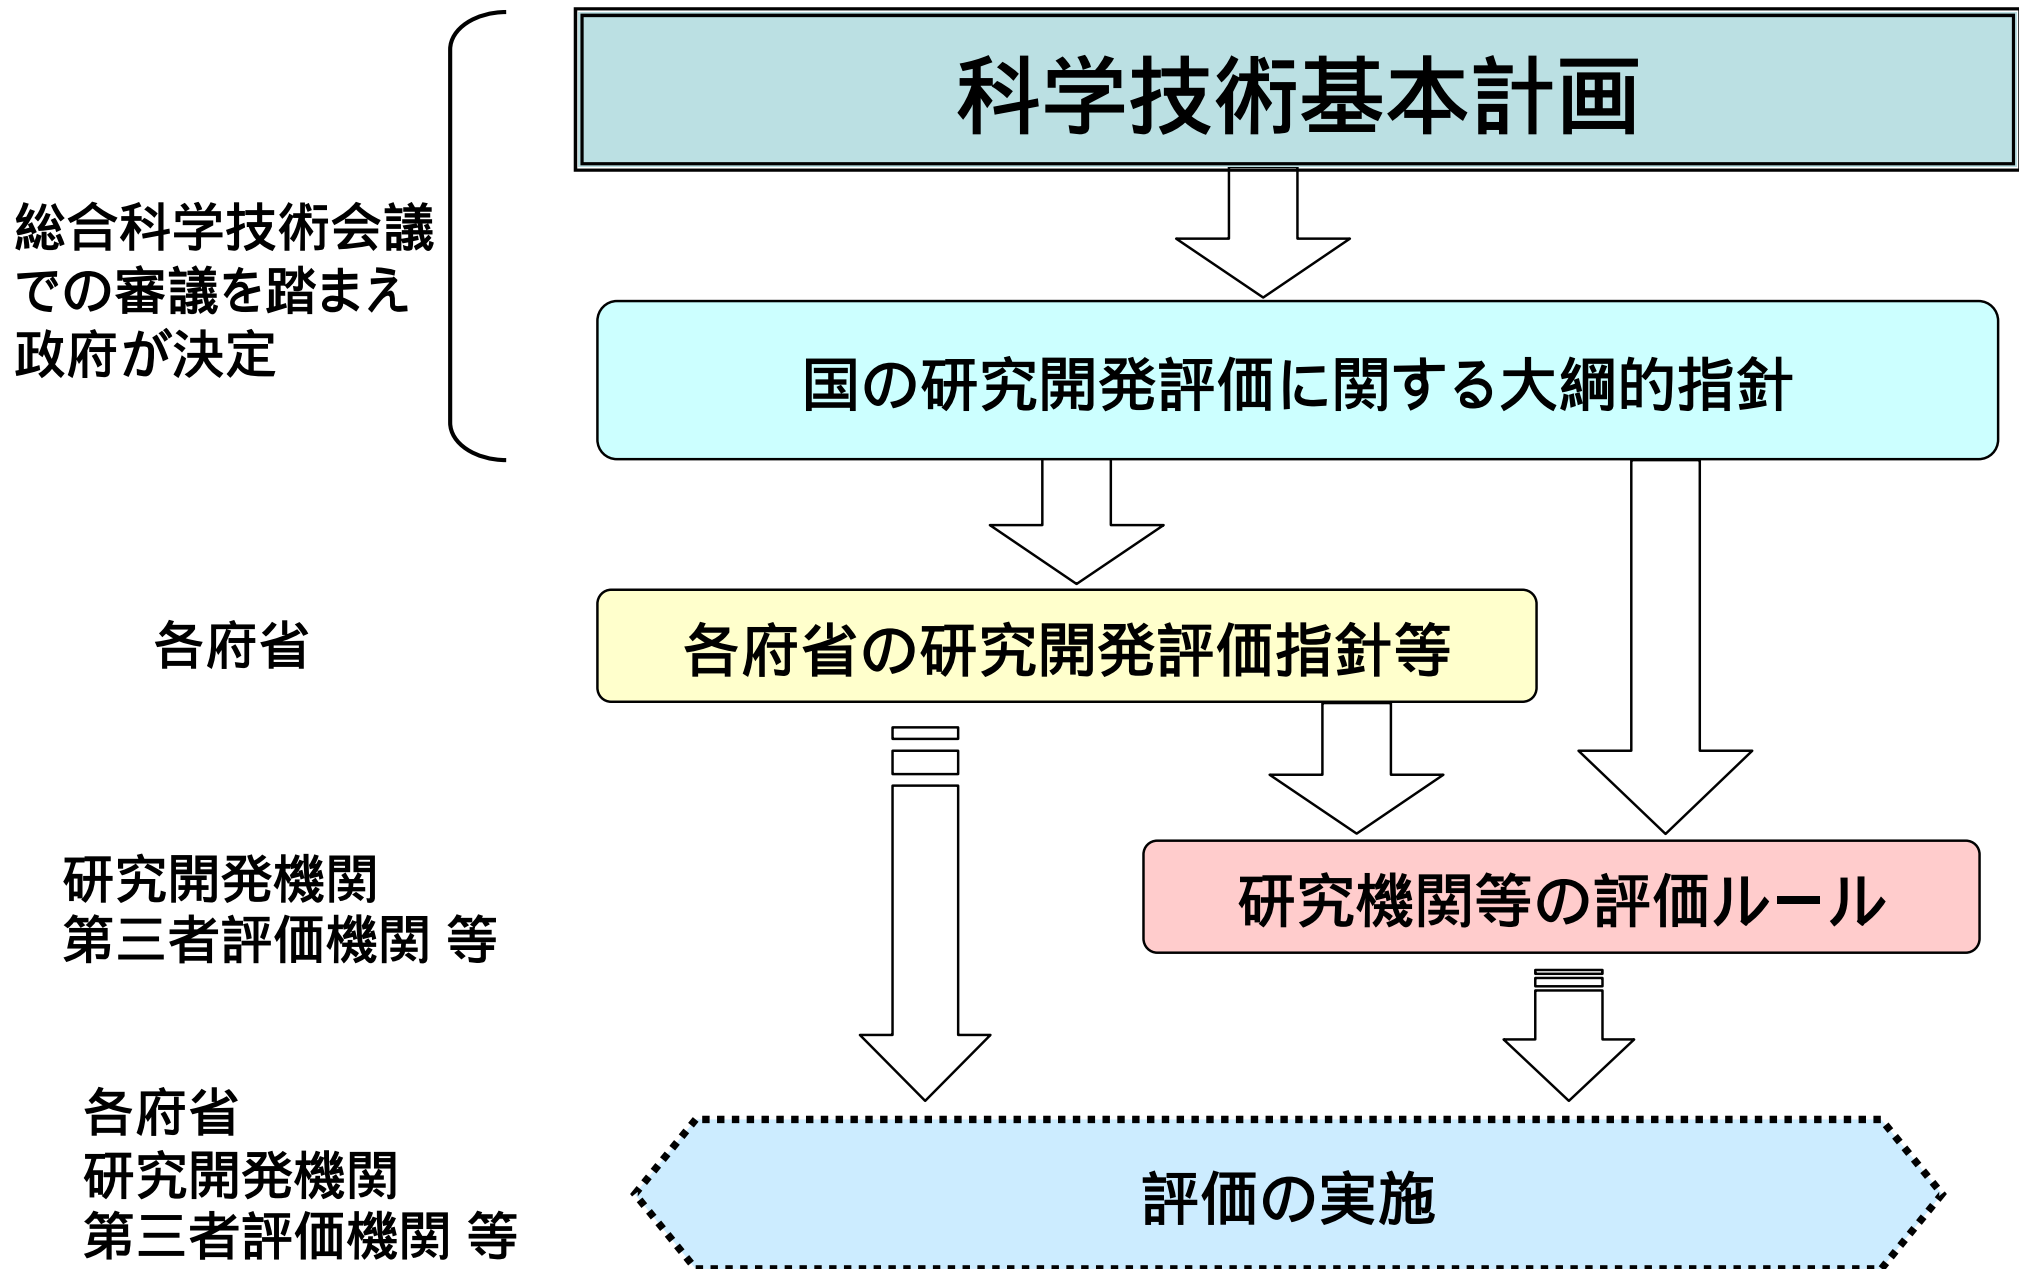 科学技術基本計画
総合科学技術会議
での審議を踏まえ
政府が決定
国の研究開発評価に関する大綱的指針
各府省
各府省の研究開発評価指針等
研究開発機関
第三者評価機関 等
研究機関等の評価ルール
各府省
研究開発機関
第三者評価機関 等
評価の実施